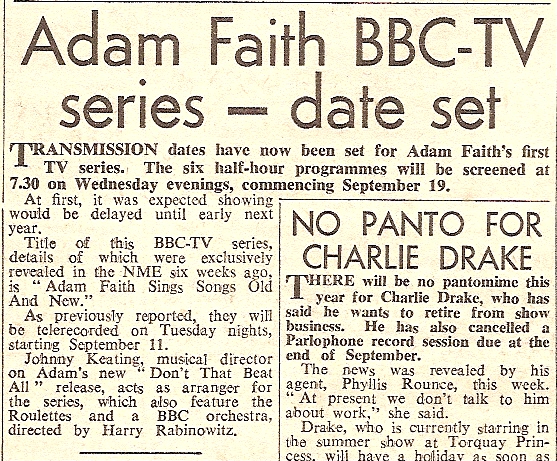 Adam Faith BBC-TV
series — date set
TRANSMISSION dates have now been set for Adam Faith's first
TV series. The six half-hour programmes will be screened at
7.30 on Wednesday evenings, commencing September 19.
At first, it was expected showing
would be delayed until early next
year.
Title of this BBC-TV series,
details of which were exclusively
revealed in the NME six weeks ago,
is "Adam Faith Sings Songs Old
And New."
As previously reported, they will
be telerecorded on Tuesday nights,
starting September 11.
Johnny Keating, musical director
on Adam's new "Don't That Beat
All" release, acts as arranger for
the series, which also feature the
Roulettes and a BBC orchestra,
directed by Harry Rabinowitz.
NO PANTO FOR
CHARLIE DRAKE
THERE will be no pantomime this
year for Charlie Drake, who has
said he wants to retire from show
business. He has also cancelled a
Parlophone record session due at the
end of September.
The news was revealed by his
agent, Phyllis Rounce, this week.
"At present we don't talk to him
about work," she said.
Drake, who is currently starring in
the summer show at Torquay Prin-
cess, will have a holiday as soon as